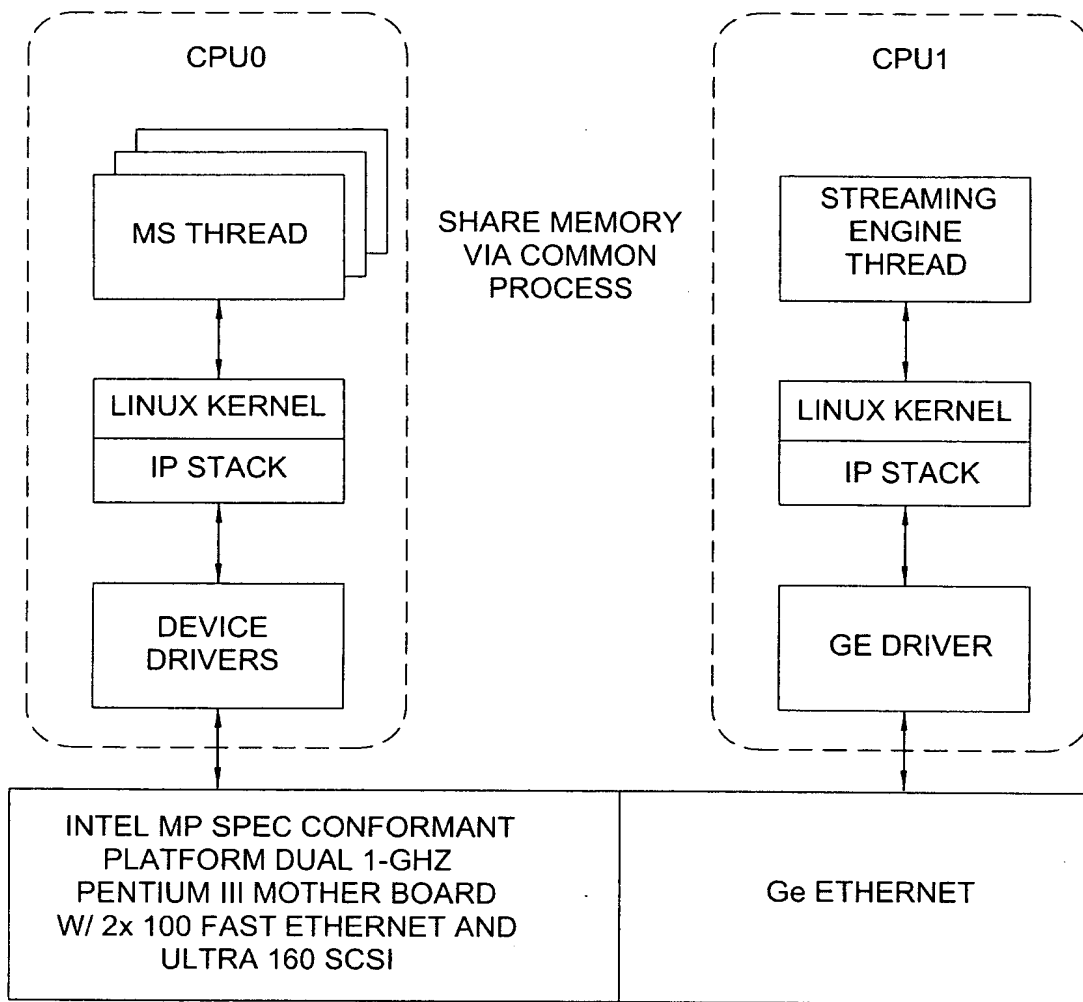 CPU0
MS THREAD
LINUX KERNEL
IP STACK
DEVICE
DRIVERS
SHARE MEMORY
VIA COMMON
PROCESS
CPU1
STREAMING
ENGINE
THREAD
LINUX KERNEL
IP STACK
GE DRIVER
INTEL MP SPEC CONFORMANT
PLATFORM DUAL 1-GHZ
PENTIUM III MOTHER BOARD
W/ 2x 100 FAST ETHERNET AND
ULTRA 160 SCSI
Ge ETHERNET